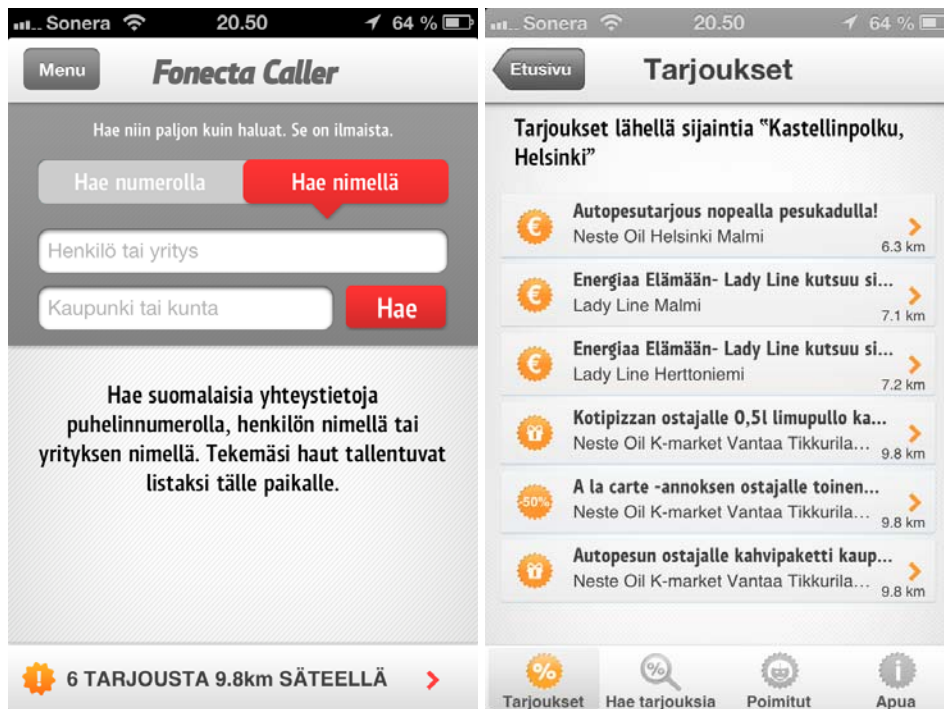 Sonera 20.50 64 %
Menu Fonecta Caller
Hae niin paljon kuin haluat. Se on ilmaista.
Hae numerolla Hae nimellä
Henkilö tai yritys
Kaupunki tai kunta Hae
Hae suomalaisia yhteystietoja
puhelinnumerolla, henkilön nimellä tai
yrityksen nimellä. Tekemäsi haut tallentuvat
listaksi tälle paikalle.
6 TARJOUSTA 9.8km SÄTEELLÄ
Sonera 20.50 64 %
Etusivu Tarjoukset
Tarjoukset lähellä sijaintia "Kastellinpolku,
Helsinki"
€ Autopesutarjous nopealla pesukadulla!
Neste Oil Helsinki Malmi
6.3 km
€ Energiaa Elämään- Lady Line kutsuu si...
Lady Line Malmi
7.1 km
€ Energiaa Elämään- Lady Line kutsuu si...
Lady Line Herttoniemi
7.2 km
Kotipizzan ostajalle 0,5l limupullo ka...
Neste Oil K-market Vantaa Tikkurila...
9.8 km
-50% A la carte -annoksen ostajalle toinen...
Neste Oil K-market Vantaa Tikkurila...
9.8 km
Autopesun ostajalle kahvipaketti kaup...
Neste Oil K-market Vantaa Tikkurila...
9.8 km
Tarjoukset Hae tarjouksia Poimitut Apua